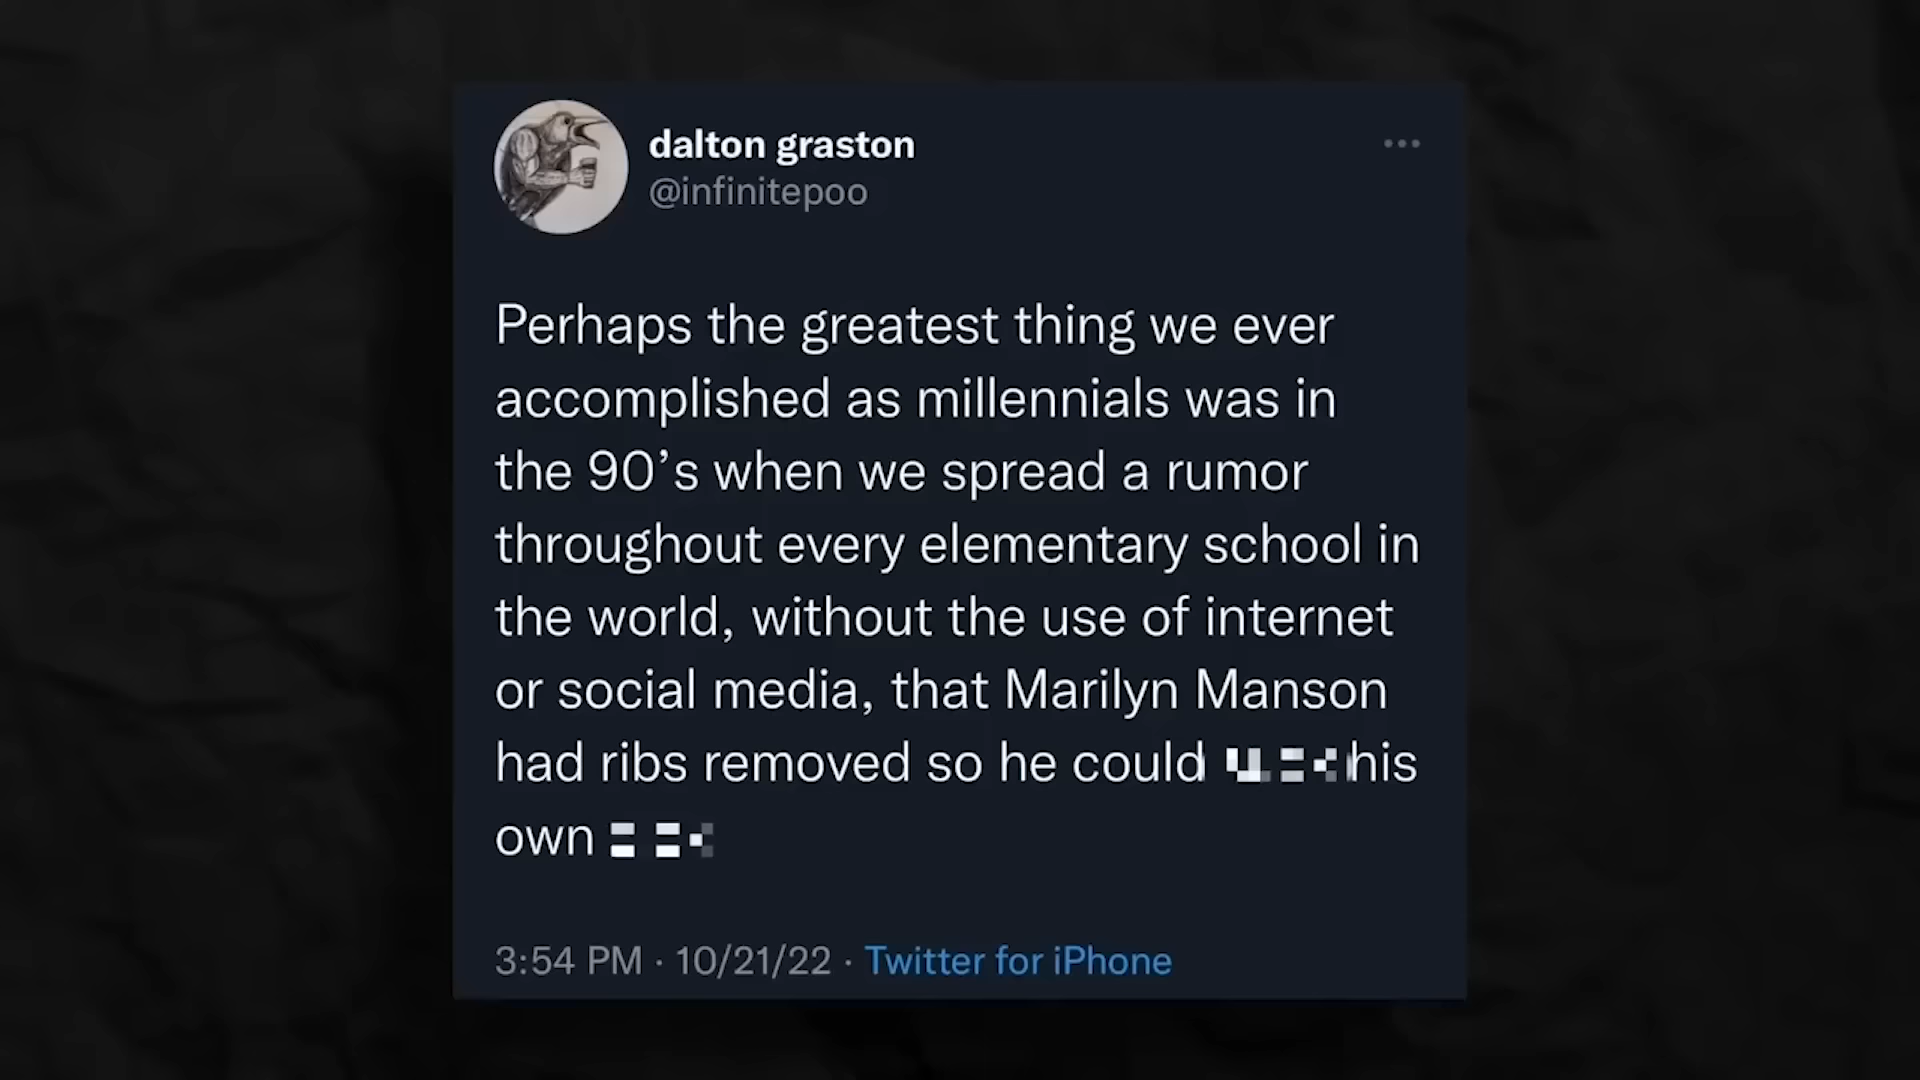 dalton graston
@infinitepoo
Perhaps the greatest thing we ever
accomplished as millennials was in
the 90’s when we spread a rumor
throughout every elementary school in
the world, without the use of internet
or social media, that Marilyn Manson
had ribs removed so he could his
own
3:54 PM · 10/21/22 · Twitter for iPhone